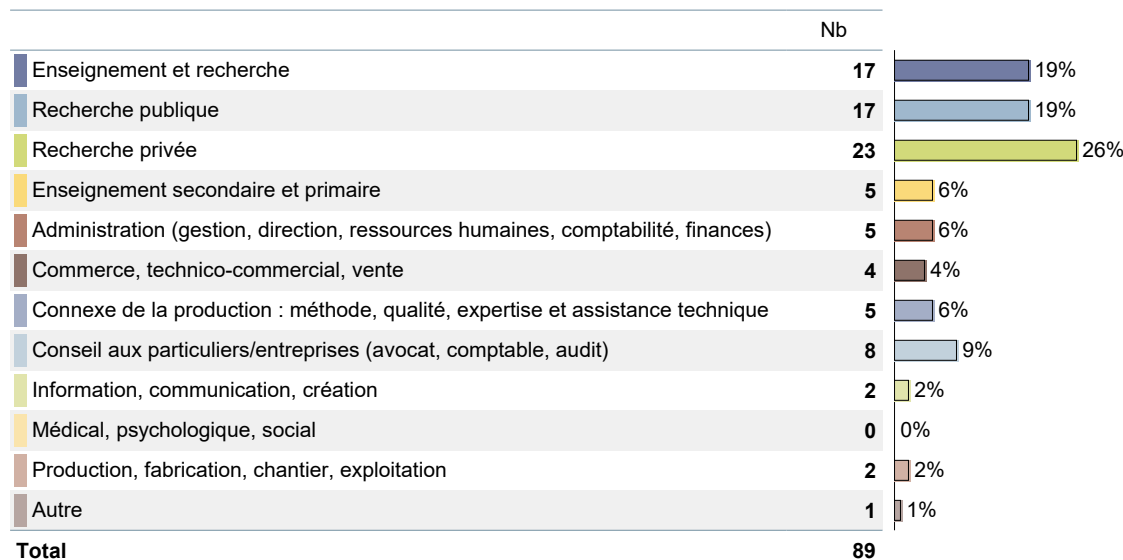 Nb
Enseignement et recherche 17 19%
Recherche publique 17 19%
Recherche privée 23 26%
Enseignement secondaire et primaire 5 6%
Administration (gestion, direction, ressources humaines, comptabilité, finances) 5 6%
Commerce, technico-commercial, vente 4 4%
Connexe de la production : méthode, qualité, expertise et assistance technique 5 6%
Conseil aux particuliers/entreprises (avocat, comptable, audit) 8 9%
Information, communication, création 2 2%
Médical, psychologique, social 0 0%
Production, fabrication, chantier, exploitation 2 2%
Autre 1 1%
Total 89